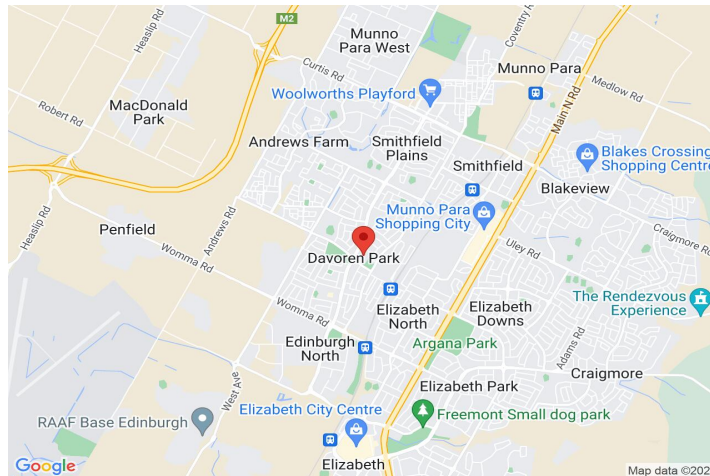 M2
Munno
Para West
Heaslip Rd
Coventry Rd
Curtis Rd
Munno Para
Medlow Rd
Woolworths Playford
Main N Rd
Robert Rd
MacDonald
Park
Andrews Farm
Smithfield
Plains
Smithfield
Blakes Crossing
Shopping Centre
Blakeview
Munno Para
Shopping City
Andrews Rd
Penfield
Heaslip Rd
Womma Rd
Uley Rd
Craigmore Rd
Davoren Park
Womma Rd
Elizabeth
North
Elizabeth
Downs
The Rendezvous
Experience
Edinburgh
North
Argana Park
Adams Rd
Craigmore
West Ave
Elizabeth Park
RAAF Base Edinburgh
Elizabeth City Centre
Freemont Small dog park
Elizabeth
Google
Map data ©202